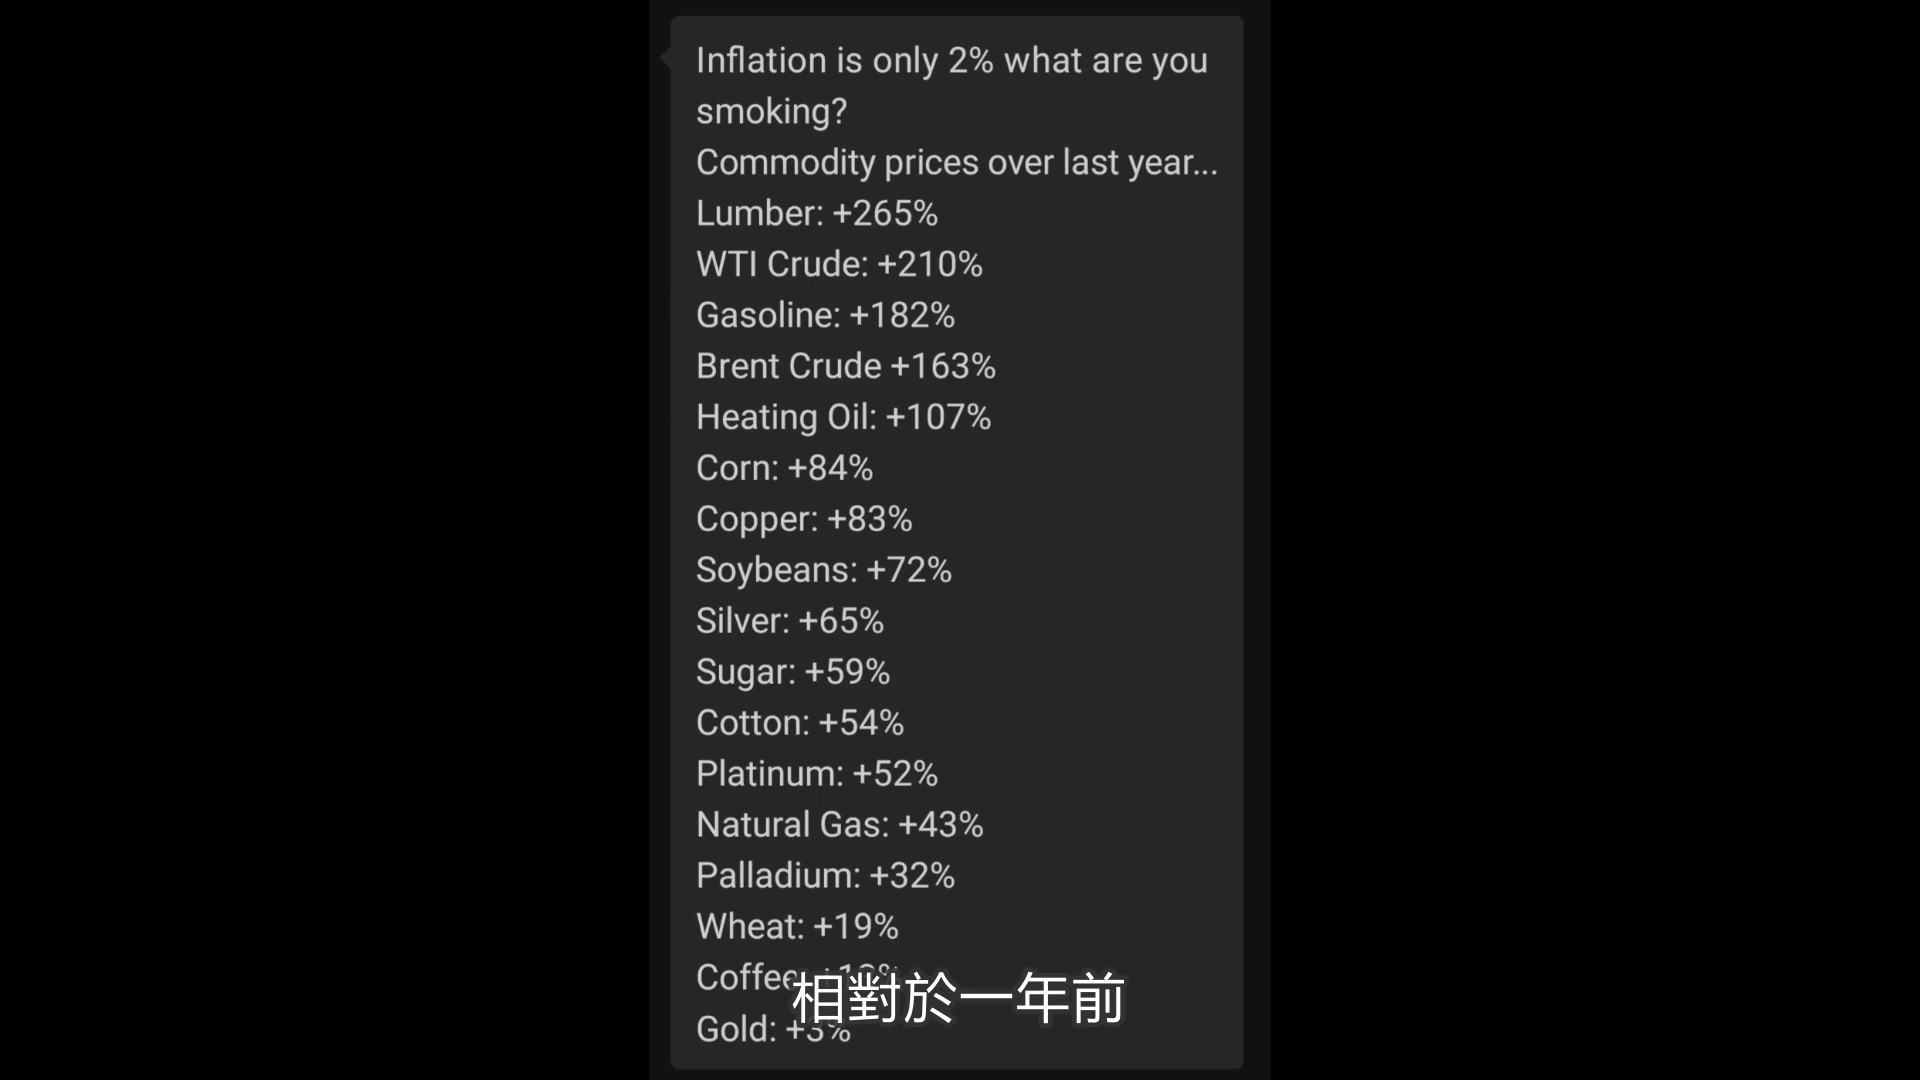 Inflation is only 2% what are you
smoking?
Commodity prices over last year...
Lumber: +265%
WTI Crude: +210%
Gasoline: +182%
Brent Crude +163%
Heating Oil: +107%
Corn: +84%
Copper: +83%
Soybeans: +72%
Silver: +65%
Sugar: +59%
Cotton: +54%
Platinum: +52%
Natural Gas: +43%
Palladium: +32%
Wheat: +19%
Coffee
相對於一年前
Gold: +3%